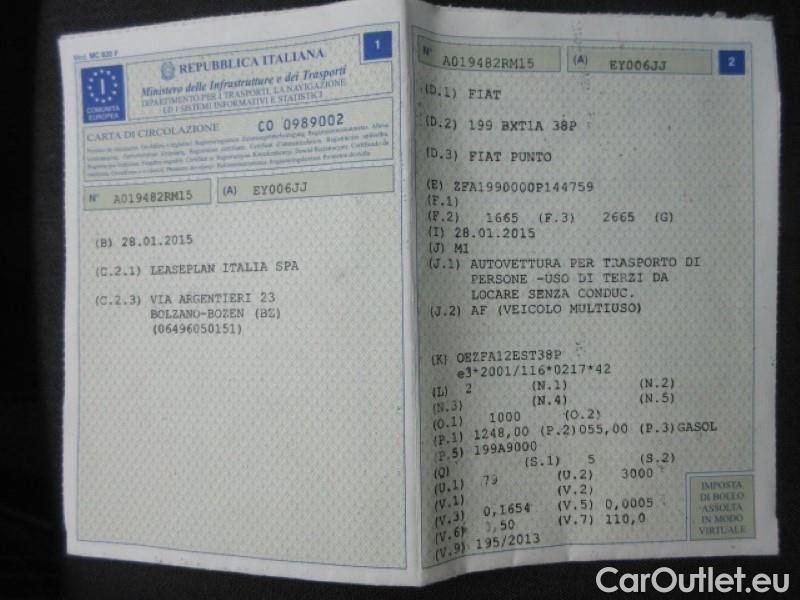 Mod. MC 820 F
1
REPUBBLICA ITALIANA
Ministero delle Infrastrutture e dei Trasporti
DIPARTIMENTO PER I TRASPORTI, LA NAVIGAZIONE
ED I SISTEMI INFORMATIVI E STATISTICI
I
COMUNITÀ
EUROPEA
CARTA DI CIRCOLAZIONE
CO 0989002
N° A019482RM15 (A) EY006JJ
(B) 28.01.2015
(C.2.1) LEASEPLAN ITALIA SPA
(C.2.3) VIA ARGENTIERI 23
BOLZANO-BOZEN (BZ)
(06496050151)
N° A019482RM15 (A) EY006JJ 2
(D.1) FIAT
(D.2) 199 BXT1A 38P
(D.3) FIAT PUNTO
(E) ZFA1990000P144759
(F.1)
(F.2) 1665 (F.3) 2665 (G)
(I) 28.01.2015
(J) M1
(J.1) AUTOVETTURA PER TRASPORTO DI
PERSONE -USO DI TERZI DA
LOCARE SENZA CONDUC.
(J.2) AF (VEICOLO MULTIUSO)
(K) OEZFA12EST38P
e3*2001/116*0217*42
(L) 2 (N.1) (N.2)
(N.3) (N.4) (N.5)
(O.1) 1000 (O.2)
(P.1) 1248,00 (P.2)055,00 (P.3)GASOL
(P.5) 199A9000
(Q) (S.1) 5 (S.2)
(U.1) 79 (U.2) 3000
(V.1) (V.2)
(V.3) 0,1654 (V.5) 0,0005
(V.6) ,50 (V.7) 110,0
(V.9) 195/2013
IMPOSTA
DI BOLLO
ASSOLTA
IN MODO
VIRTUALE
CarOutlet.eu